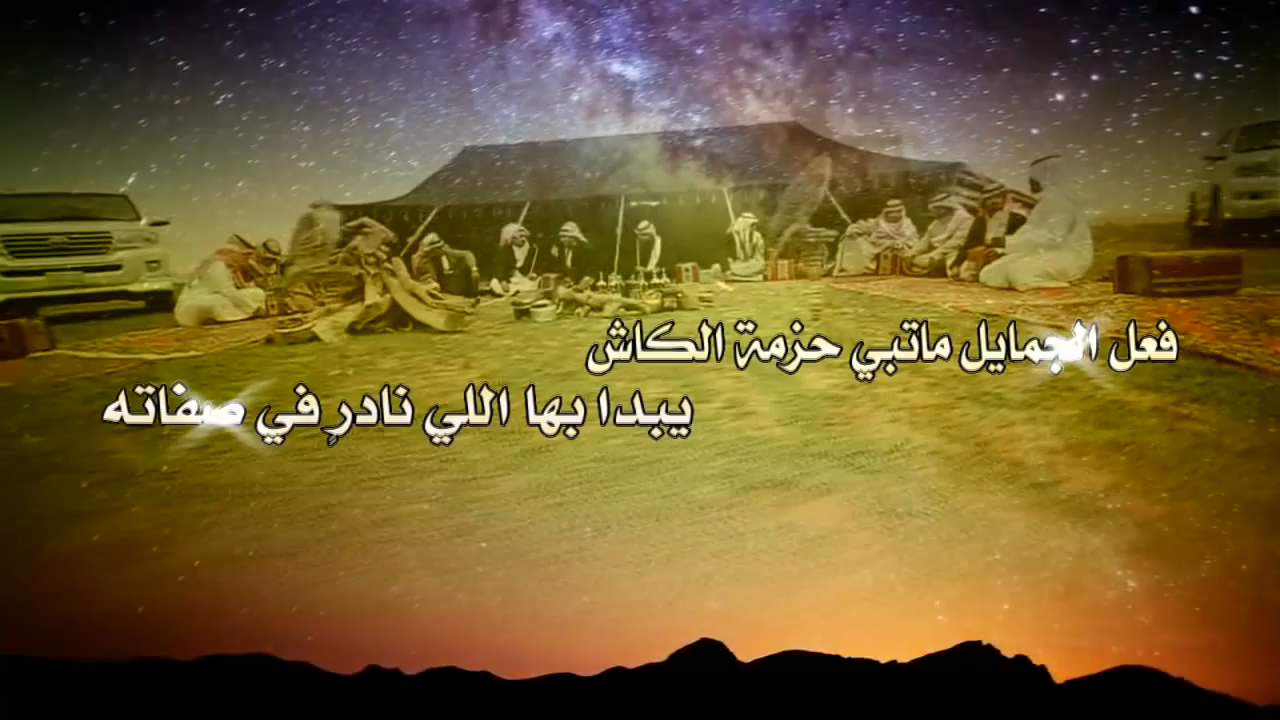 فعل الجمايل ماتبي حزمة الكاش
يبدا بها اللي نادرٍ في صفاته